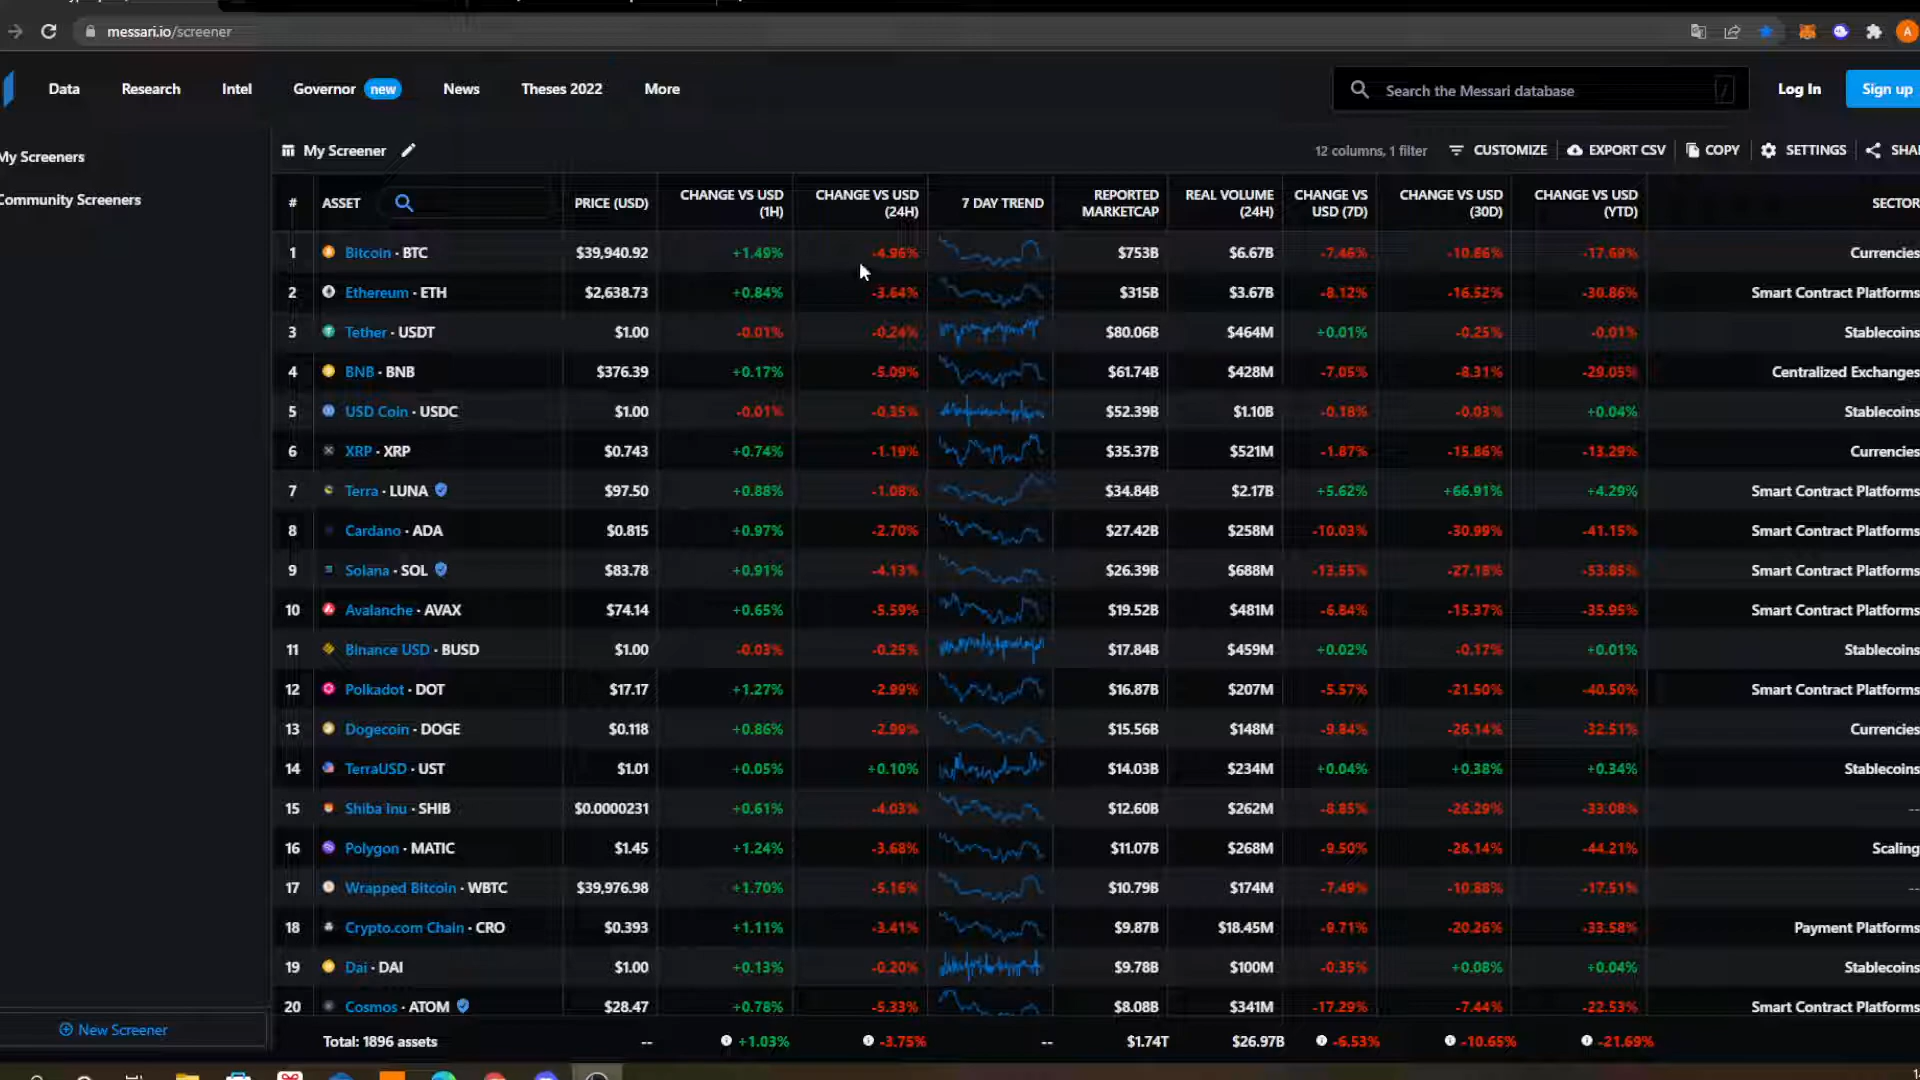 messari.io/screener
A
Data Research Intel Governor new News Theses 2022 More Search the Messari database / Log In Sign up
My Screeners
Community Screeners
My Screener 12 columns, 1 filter CUSTOMIZE EXPORT CSV COPY SETTINGS SHA
# ASSET PRICE (USD) CHANGE VS USD (1H) CHANGE VS USD (24H) 7 DAY TREND REPORTED MARKETCAP REAL VOLUME (24H) CHANGE VS USD (7D) CHANGE VS USD (30D) CHANGE VS USD (YTD) SECTOR
1 Bitcoin · BTC $39,940.92 +1.49% -4.96% $753B $6.67B -7.46% -10.86% -17.69% Currencies
2 Ethereum · ETH $2,638.73 +0.84% -3.64% $315B $3.67B -8.12% -16.52% -30.86% Smart Contract Platforms
3 Tether · USDT $1.00 -0.01% -0.24% $80.06B $464M +0.01% -0.25% -0.01% Stablecoins
4 BNB · BNB $376.39 +0.17% -5.09% $61.74B $428M -7.05% -8.31% -29.05% Centralized Exchanges
5 USD Coin · USDC $1.00 -0.01% -0.35% $52.39B $1.10B -0.18% -0.03% +0.04% Stablecoins
6 XRP · XRP $0.743 +0.74% -1.19% $35.37B $521M -1.87% -15.86% -13.29% Currencies
7 Terra · LUNA $97.50 +0.88% -1.08% $34.84B $2.17B +5.62% +66.91% +4.29% Smart Contract Platforms
8 Cardano · ADA $0.815 +0.97% -2.70% $27.42B $258M -10.03% -30.99% -41.15% Smart Contract Platforms
9 Solana · SOL $83.78 +0.91% -4.13% $26.39B $688M -13.65% -27.18% -53.85% Smart Contract Platforms
10 Avalanche · AVAX $74.14 +0.65% -5.59% $19.52B $481M -6.84% -15.37% -35.95% Smart Contract Platforms
11 Binance USD · BUSD $1.00 -0.03% -0.25% $17.84B $459M +0.02% -0.17% +0.01% Stablecoins
12 Polkadot · DOT $17.17 +1.27% -2.99% $16.87B $207M -5.57% -21.50% -40.50% Smart Contract Platforms
13 Dogecoin · DOGE $0.118 +0.86% -2.99% $15.56B $148M -9.84% -26.14% -32.51% Currencies
14 TerraUSD · UST $1.01 +0.05% +0.10% $14.03B $234M +0.04% +0.38% +0.34% Stablecoins
15 Shiba Inu · SHIB $0.0000231 +0.61% -4.03% $12.60B $262M -8.85% -26.29% -33.08% --
16 Polygon · MATIC $1.45 +1.24% -3.68% $11.07B $268M -9.50% -26.14% -44.21% Scaling
17 Wrapped Bitcoin · WBTC $39,976.98 +1.70% -5.16% $10.79B $174M -7.49% -10.88% -17.51% --
18 Crypto.com Chain · CRO $0.393 +1.11% -3.41% $9.87B $18.45M -9.71% -20.26% -33.58% Payment Platforms
19 Dai · DAI $1.00 +0.13% -0.20% $9.78B $100M -0.35% +0.08% +0.04% Stablecoins
20 Cosmos · ATOM $28.47 +0.78% -5.33% $8.08B $341M -17.29% -7.44% -22.53% Smart Contract Platforms
New Screener
Total: 1896 assets -- +1.03% -3.75% -- $1.74T $26.97B -6.53% -10.65% -21.69%